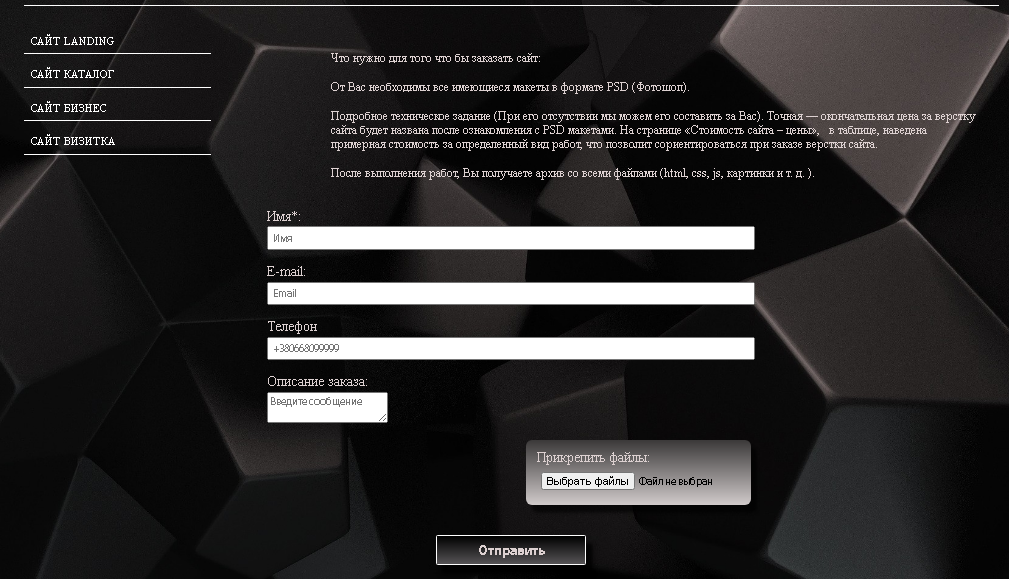 САЙТ LANDING
САЙТ КАТАЛОГ
САЙТ БИЗНЕС
САЙТ ВИЗИТКА
Что нужно для того что бы заказать сайт:
От Вас необходимы все имеющиеся макеты в формате PSD (Фотошоп).
Подробное техническое задание (При его отсутствии мы можем его составить за Вас). Точная — окончательная цена за верстку
сайта будет названа после ознакомления с PSD макетами. На странице «Стоимость сайта – цены», в таблице, наведена
примерная стоимость за определенный вид работ, что позволит сориентироваться при заказе верстки сайта.
После выполнения работ, Вы получаете архив со всеми файлами (html, css, js, картинки и т. д. ).
Имя*:
Имя
E-mail:
Email
Телефон
+380668099999
Описание заказа:
Введите сообщение
Прикрепить файлы:
Выбрать файлы Файл не выбран
Отправить